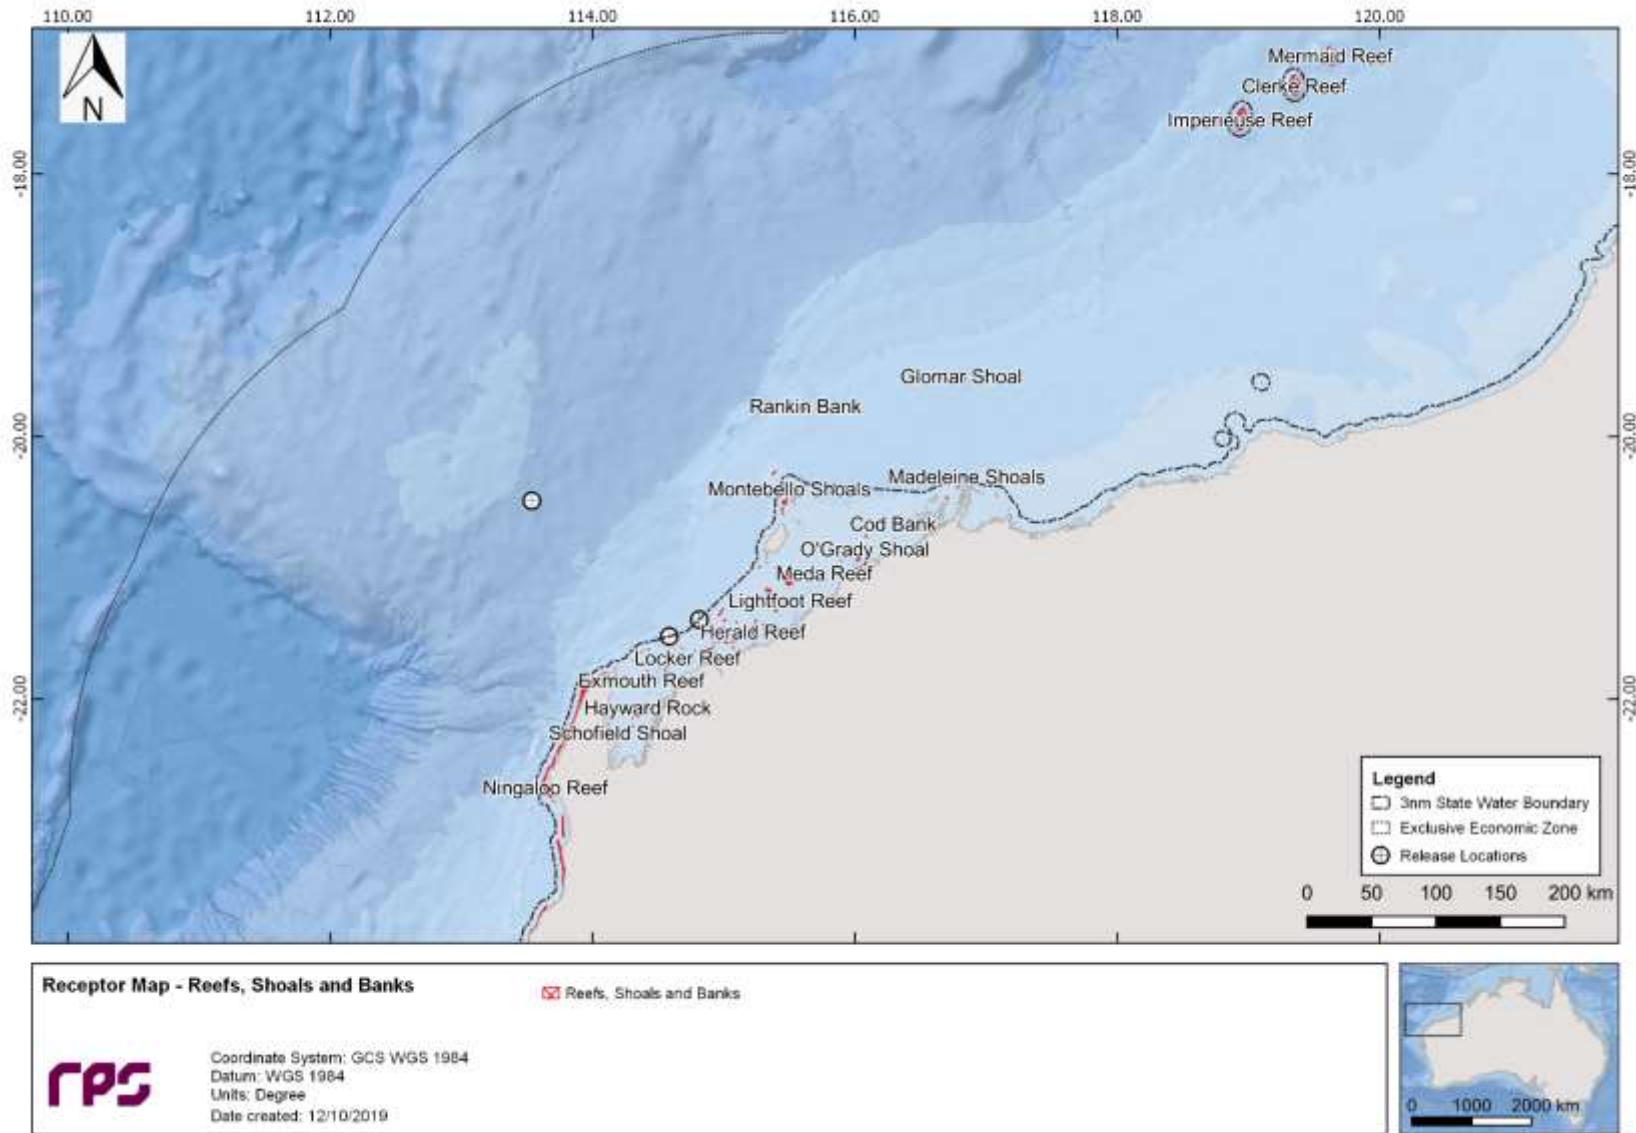 110.00 112.00 114.00 116.00 118.00 120.00
N
Mermaid Reef
Clerke Reef
Imperieuse Reef
-18.00 -18.00
Glomar Shoal
Rankin Bank
-20.00 -20.00
Madeleine Shoals
Montebello Shoals
Cod Bank
O'Grady Shoal
Meda Reef
Lightfoot Reef
Herald Reef
Locker Reef
Exmouth Reef
-22.00 -22.00
Hayward Rock
Schofield Shoal
Ningaloo Reef
Legend
3nm State Water Boundary
Exclusive Economic Zone
Release Locations
0 50 100 150 200 km
Receptor Map - Reefs, Shoals and Banks
Reefs, Shoals and Banks
rps
Coordinate System: GCS WGS 1984
Datum: WGS 1984
Units: Degree
Date created: 12/10/2019
0 1000 2000 km